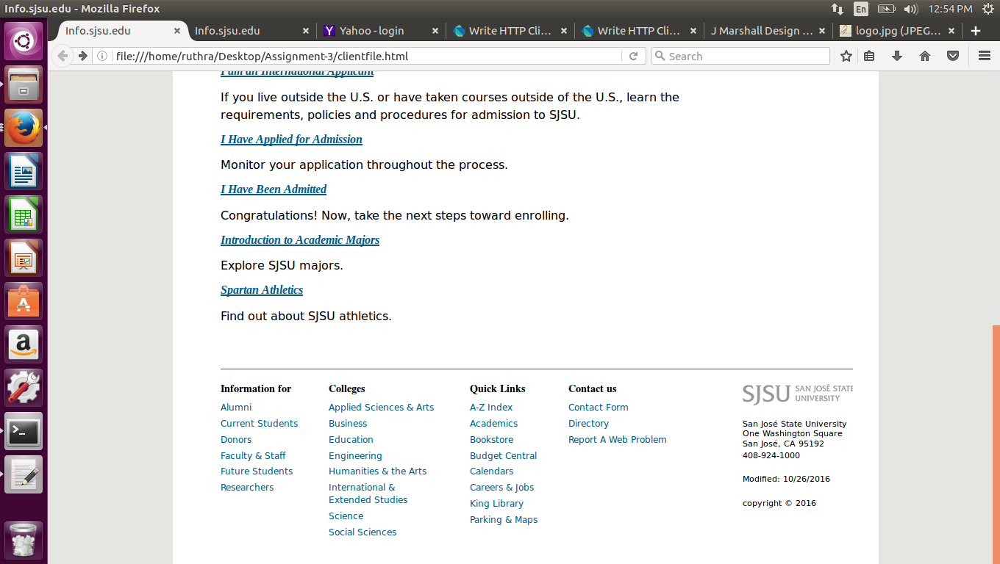 Info.sjsu.edu - Mozilla Firefox
En
12:54 PM
Info.sjsu.edu
Info.sjsu.edu
Yahoo - login
Write HTTP Cli...
Write HTTP Cli...
J Marshall Design ...
logo.jpg (JPEG...
file:///home/ruthra/Desktop/Assignment-3/clientfile.html
Search
I am an International Applicant
If you live outside the U.S. or have taken courses outside of the U.S., learn the
requirements, policies and procedures for admission to SJSU.
I Have Applied for Admission
Monitor your application throughout the process.
I Have Been Admitted
Congratulations! Now, take the next steps toward enrolling.
Introduction to Academic Majors
Explore SJSU majors.
Spartan Athletics
Find out about SJSU athletics.
Information for
Alumni
Current Students
Donors
Faculty & Staff
Future Students
Researchers
Colleges
Applied Sciences & Arts
Business
Education
Engineering
Humanities & the Arts
International &
Extended Studies
Science
Social Sciences
Quick Links
A-Z Index
Academics
Bookstore
Budget Central
Calendars
Careers & Jobs
King Library
Parking & Maps
Contact us
Contact Form
Directory
Report A Web Problem
SJSU SAN JOSÉ STATE
UNIVERSITY
San José State University
One Washington Square
San José, CA 95192
408-924-1000
Modified: 10/26/2016
copyright © 2016